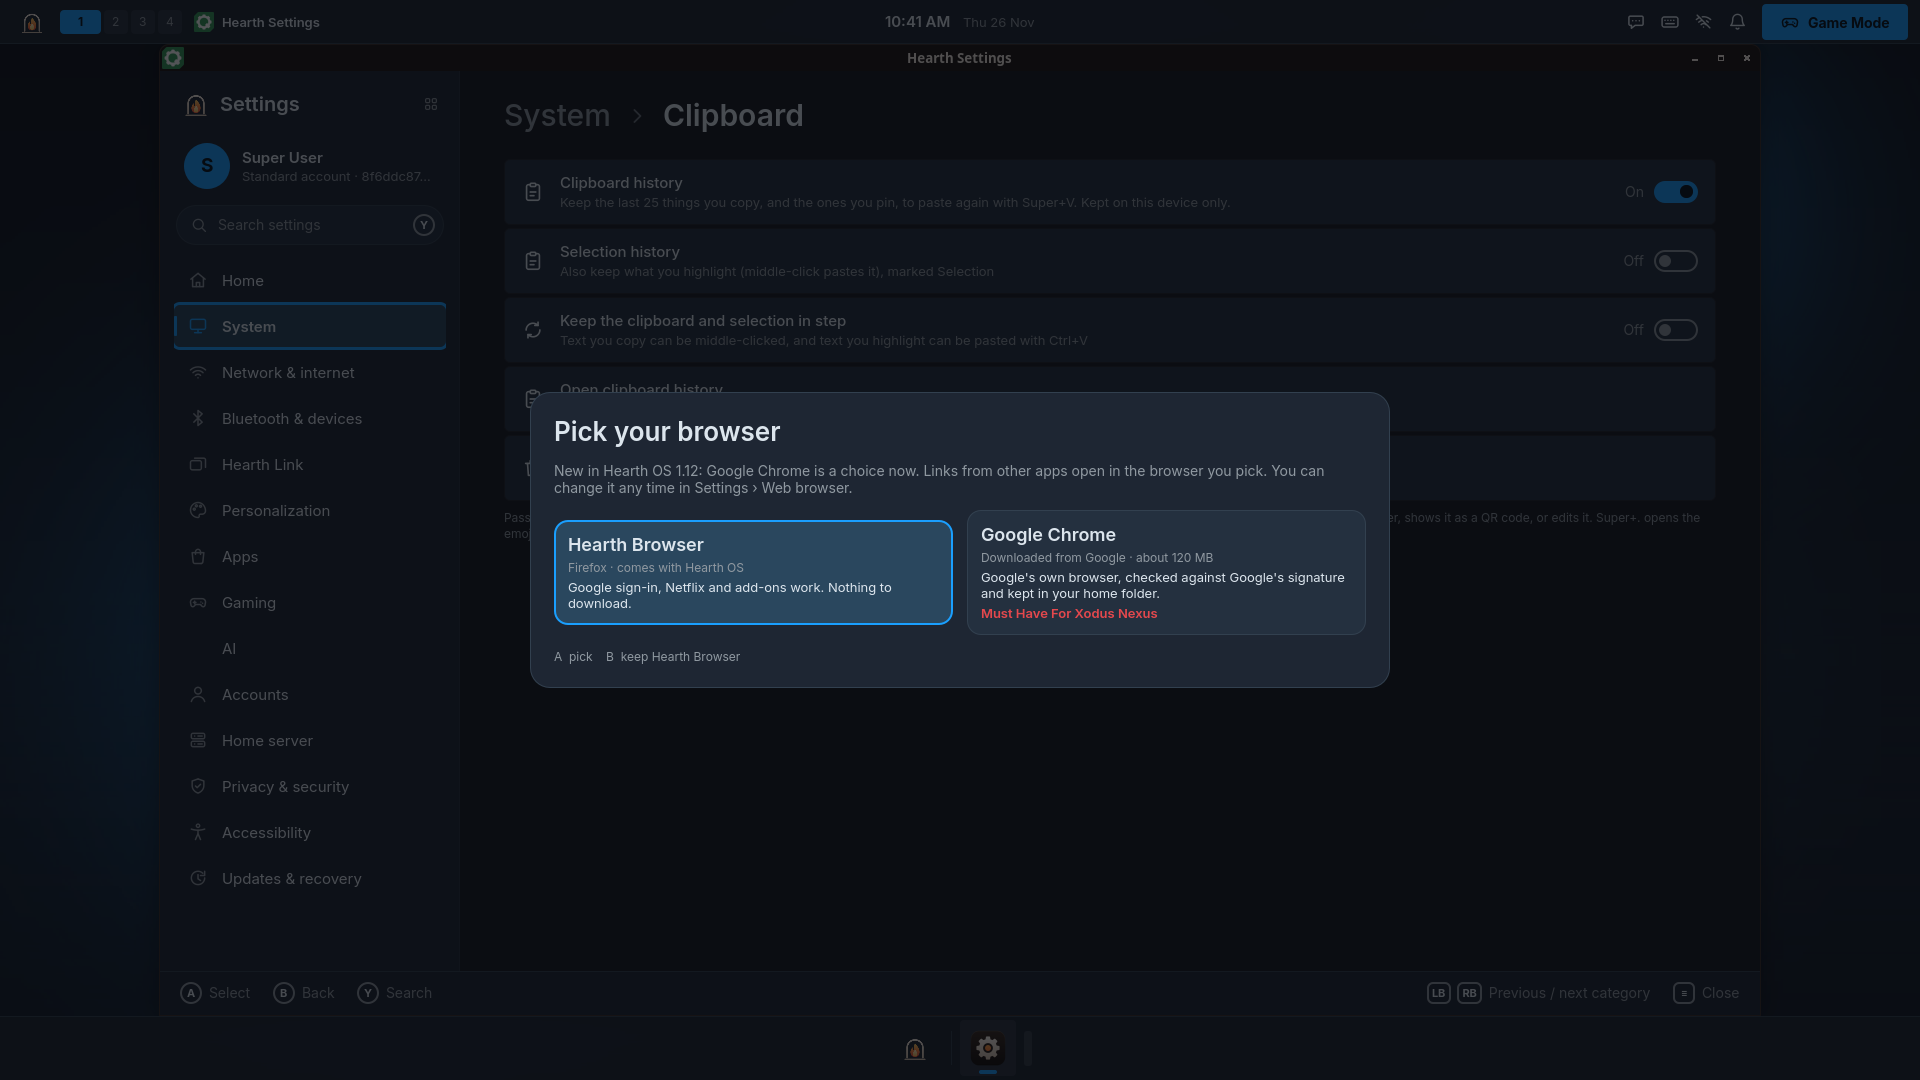 1 2 3 4 Hearth Settings
10:41 AM Thu 26 Nov
Game Mode
Hearth Settings
Settings
S
Super User
Standard account · 8f6ddc87...
Search settings Y
Home
System
Network & internet
Bluetooth & devices
Hearth Link
Personalization
Apps
Gaming
AI
Accounts
Home server
Privacy & security
Accessibility
Updates & recovery
System › Clipboard
Clipboard history
Keep the last 25 things you copy, and the ones you pin, to paste again with Super+V. Kept on this device only.
On
Selection history
Also keep what you highlight (middle-click pastes it), marked Selection
Off
Keep the clipboard and selection in step
Text you copy can be middle-clicked, and text you highlight can be pasted with Ctrl+V
Off
Open clipboard history
shows it as a QR code, or edits it. Super+. opens the
Pick your browser
New in Hearth OS 1.12: Google Chrome is a choice now. Links from other apps open in the browser you pick. You can
change it any time in Settings › Web browser.
Hearth Browser
Firefox · comes with Hearth OS
Google sign-in, Netflix and add-ons work. Nothing to
download.
Google Chrome
Downloaded from Google · about 120 MB
Google's own browser, checked against Google's signature
and kept in your home folder.
Must Have For Xodus Nexus
A pick B keep Hearth Browser
A Select B Back Y Search
LB RB Previous / next category ≡ Close